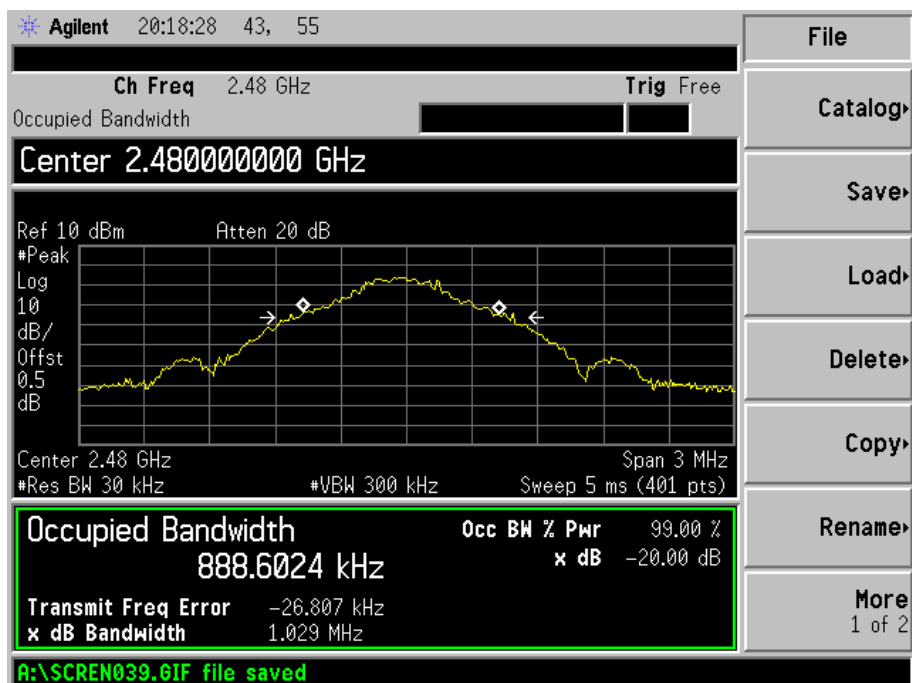 Agilent 20:18:28 43, 55
File
Ch Freq 2.48 GHz Trig Free
Occupied Bandwidth
Catalog
Center 2.480000000 GHz
Save
Ref 10 dBm Atten 20 dB
#Peak
Log
10
dB/
Offst
0.5
dB
Load
Delete
Copy
Center 2.48 GHz Span 3 MHz
#Res BW 30 kHz #VBW 300 kHz Sweep 5 ms (401 pts)
Occupied Bandwidth Occ BW % Pwr 99.00 %
888.6024 kHz x dB -20.00 dB
Rename
Transmit Freq Error -26.807 kHz
x dB Bandwidth 1.029 MHz
More
1 of 2
A:\SCREN039.GIF file saved